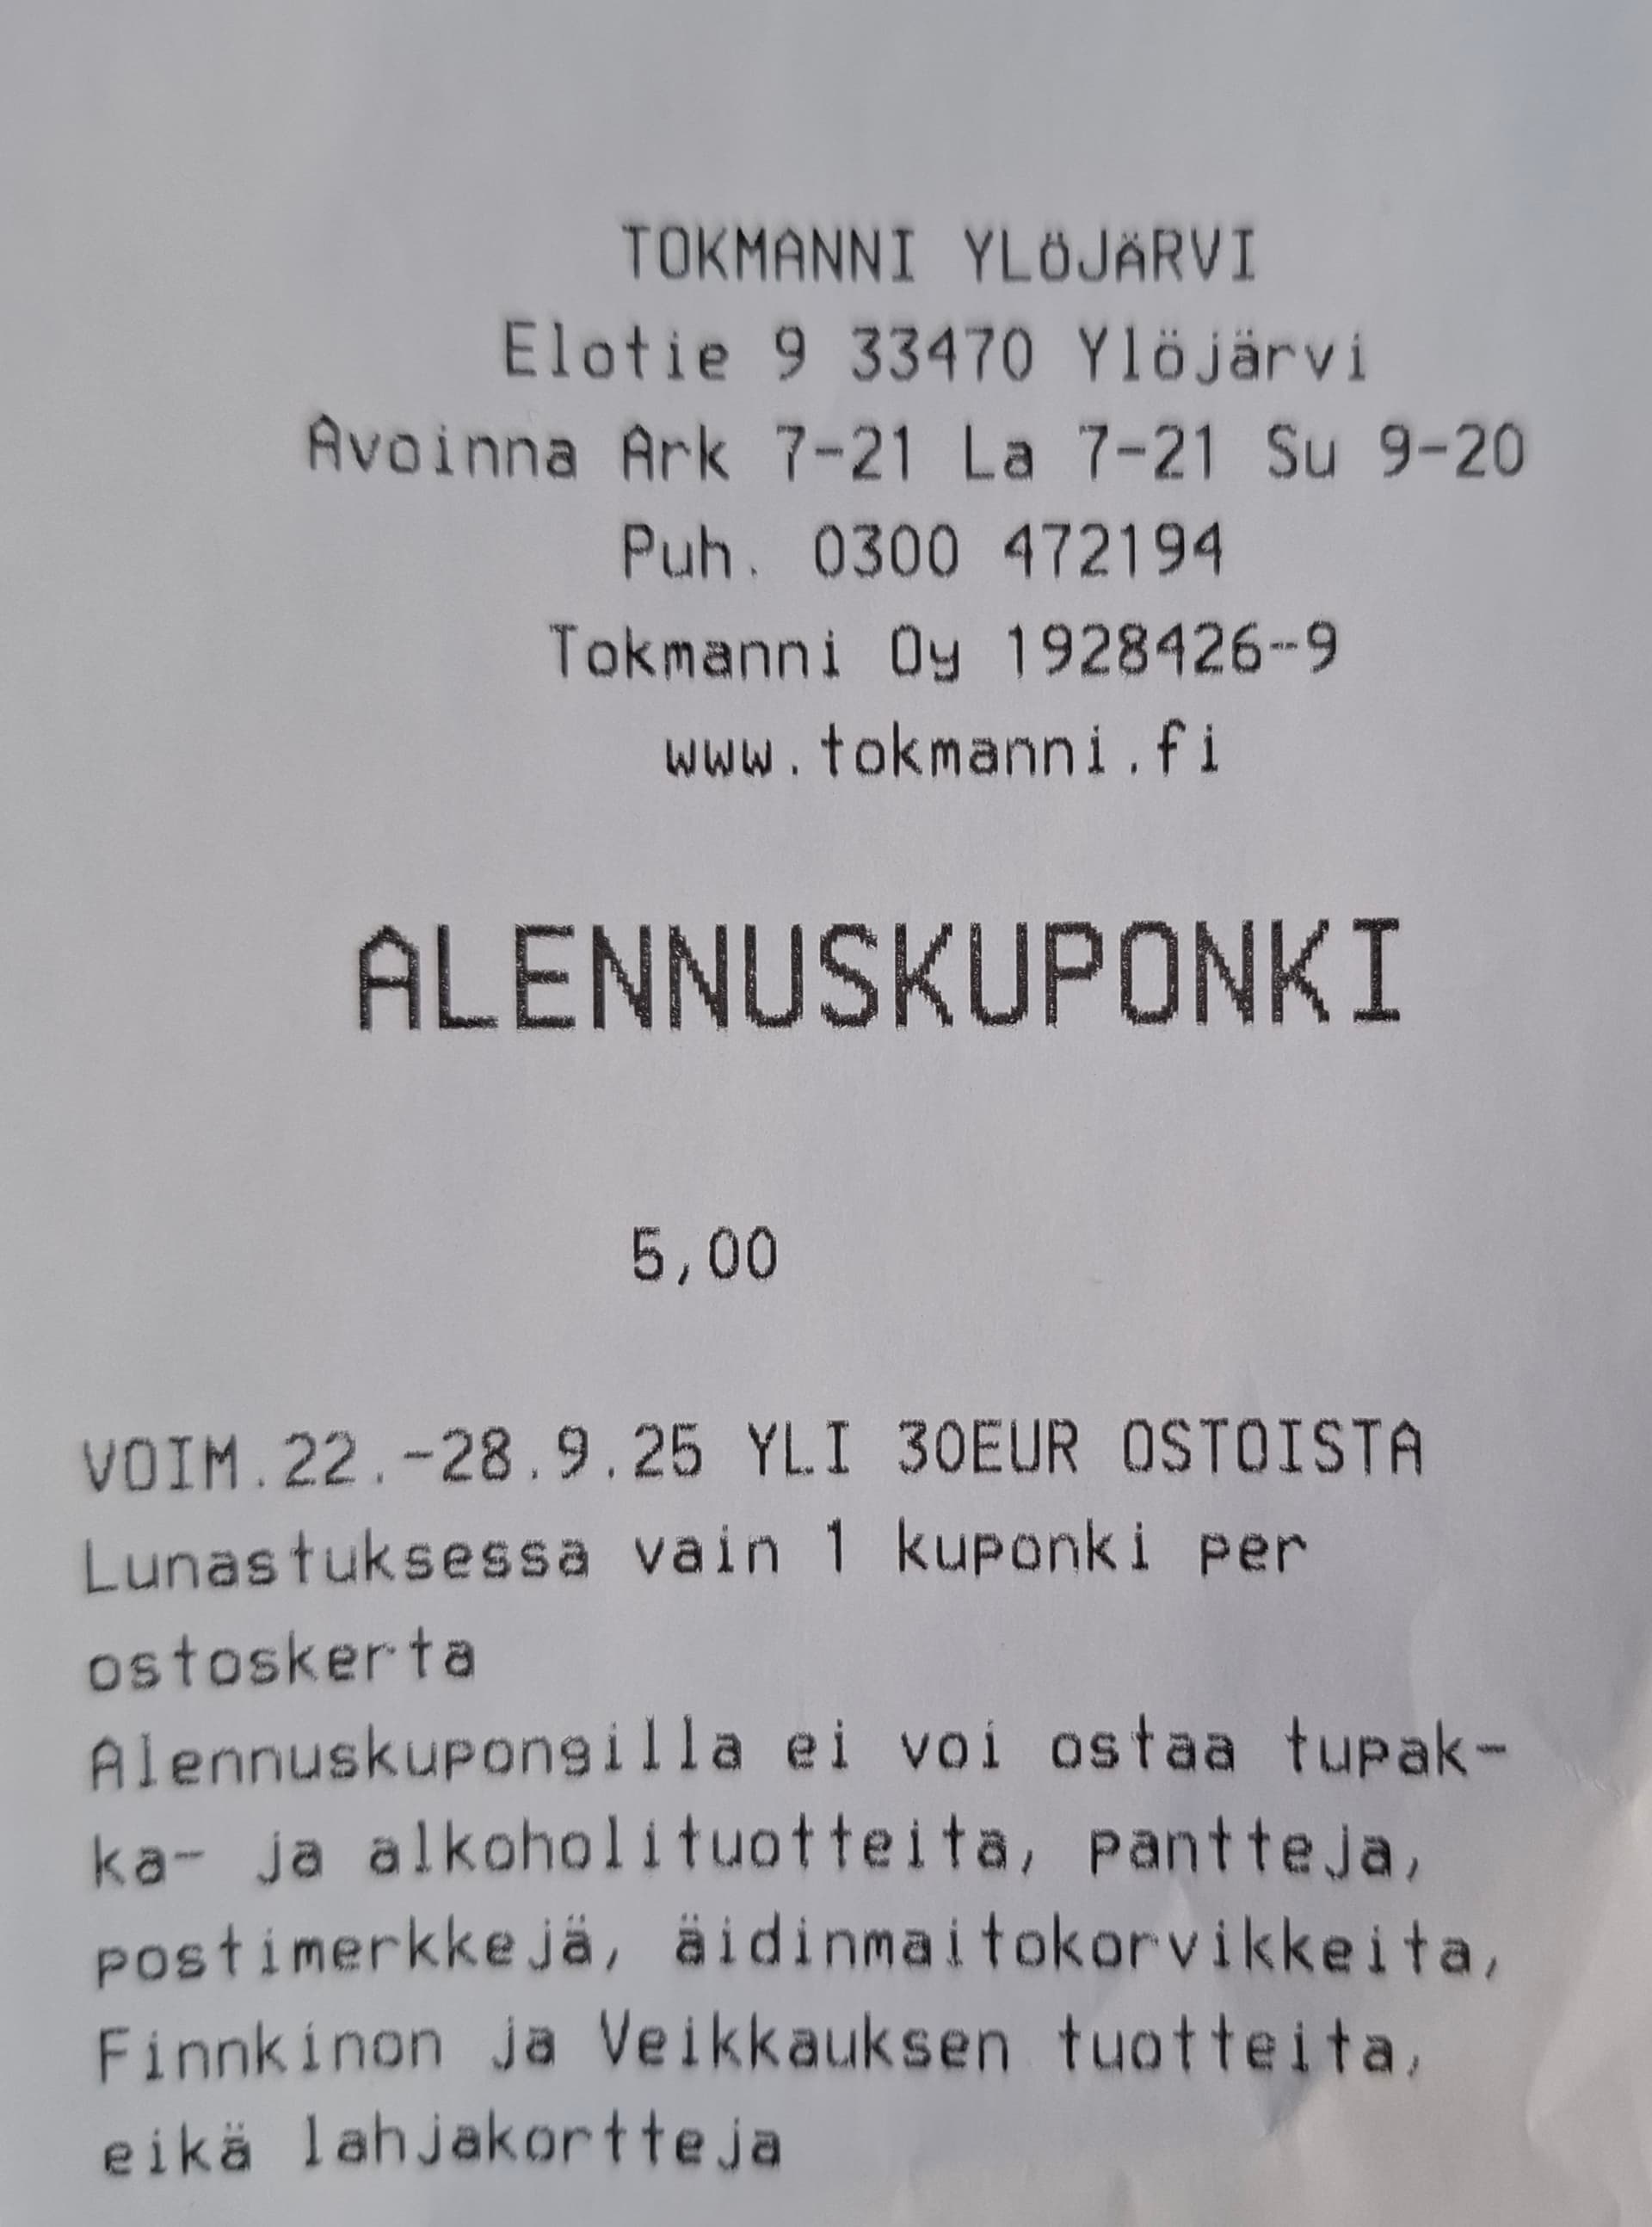 TOKMANNI YLÖJÄRVI
Elotie 9 33470 Ylöjärvi
Avoinna Ark 7-21 La 7-21 Su 9-20
Puh. 0300 472194
Tokmanni Oy 1928426-9
www.tokmanni.fi
ALENNUSKUPONKI
5,00
VOIM.22.-28.9.25 YLI 30EUR OSTOISTA
Lunastuksessa vain 1 kuponki per
ostoskerta
Alennuskupongilla ei voi ostaa tupak-
ka- ja alkoholituotteita, pantteja,
postimerkkejä, äidinmaitokorvikkeita,
Finnkinon ja Veikkauksen tuotteita,
eikä lahjakortteja